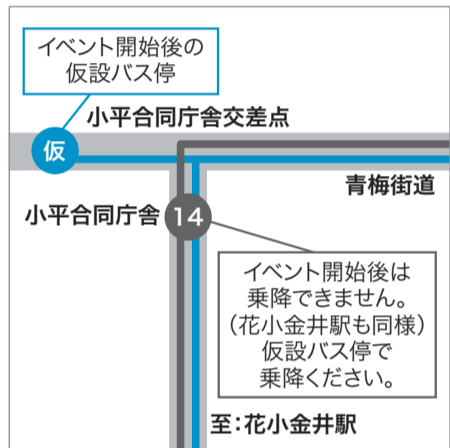 イベント開始後の
仮設バス停
小平合同庁舎交差点
仮
青梅街道
小平合同庁舎 14
イベント開始後は
乗降できません。
（花小金井駅も同様）
仮設バス停で
乗降ください。
至：花小金井駅